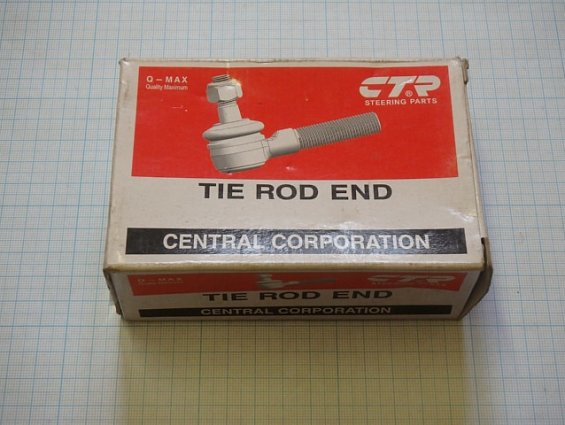 Q-MAX
Quality Maximum
CTR®
STEERING PARTS
TIE ROD END
CENTRAL CORPORATION
Q-MAX
CTR
TIE ROD END
CENTRAL CORPORATION